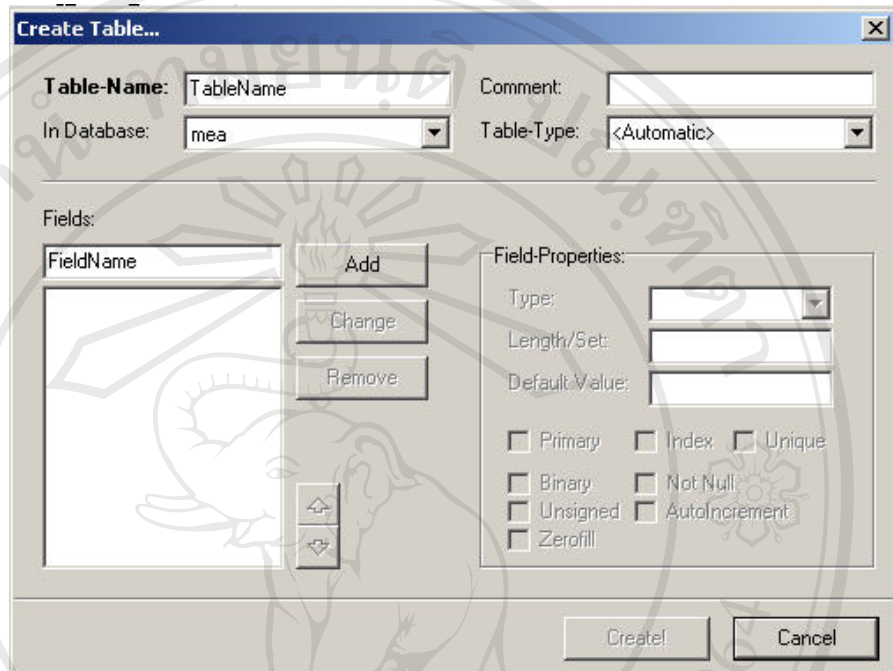 Create Table...
Table-Name: TableName Comment:
In Database: mea Table-Type: <Automatic>
Fields:
FieldName Add Field-Properties:
Type:
Change
Length/Set:
Remove Default Value:
Primary Index Unique
Binary Not Null
Unsigned AutoIncrement
Zerofill
Create! Cancel